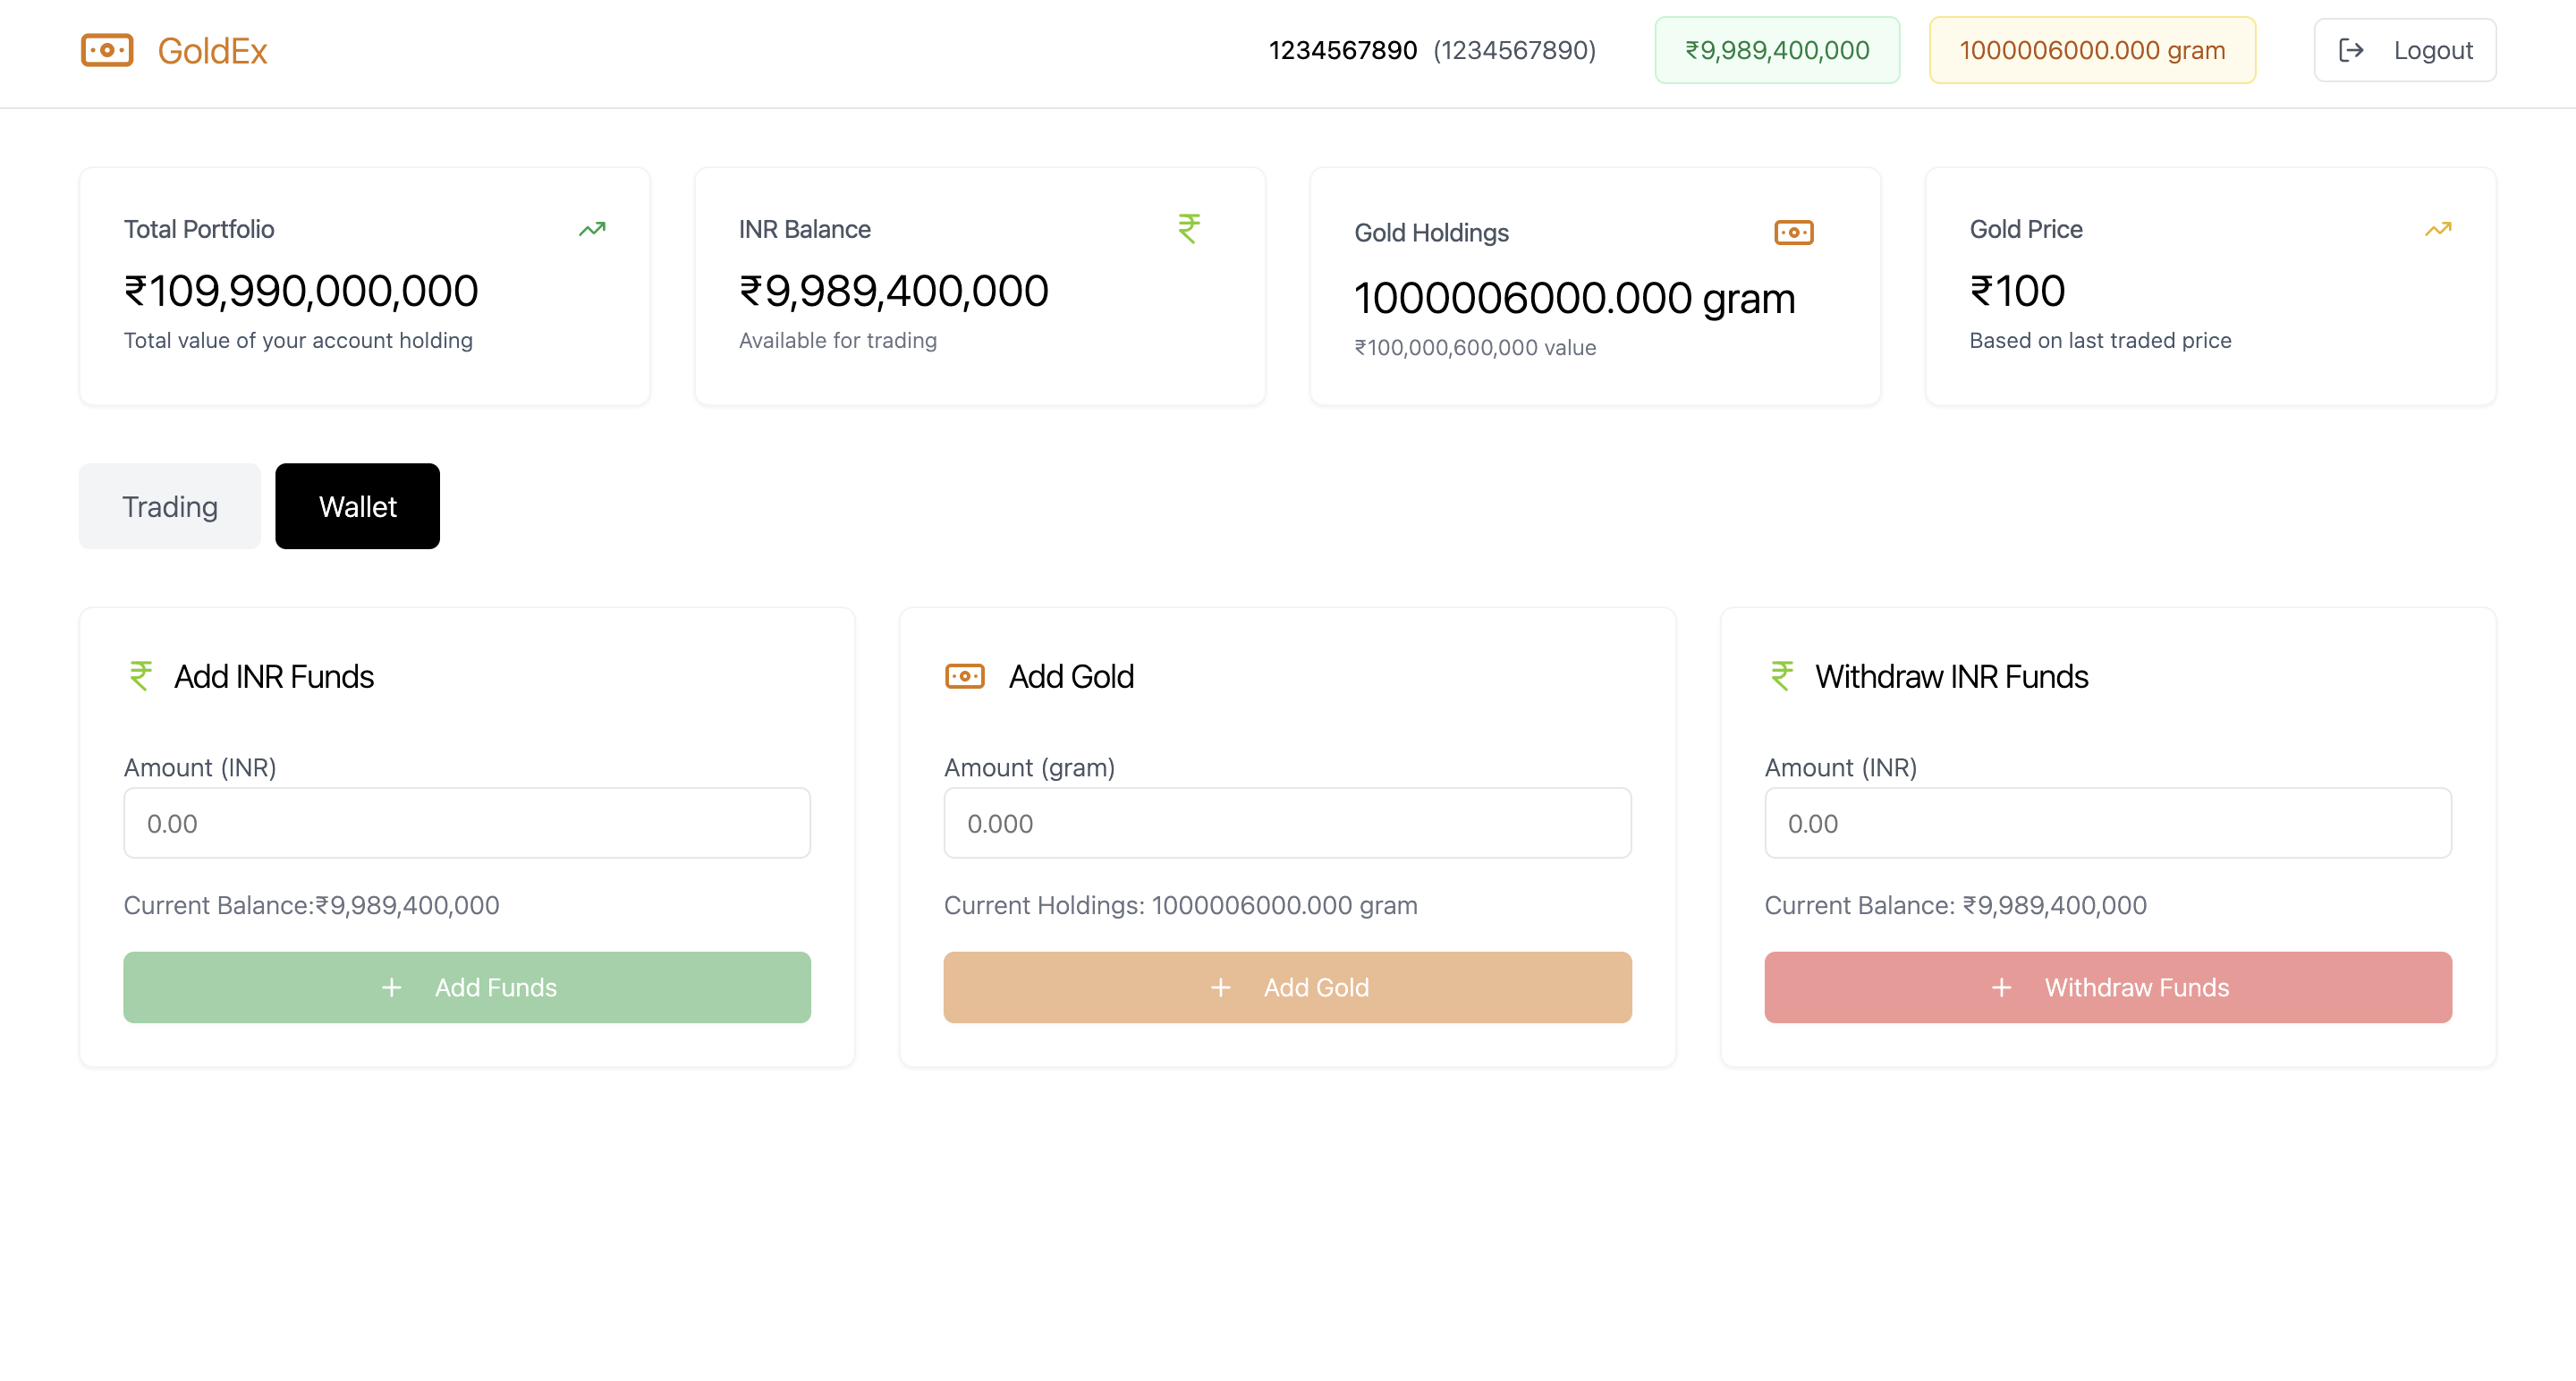 GoldEx
1234567890 (1234567890)
₹9,989,400,000
1000006000.000 gram
Logout
Total Portfolio
₹109,990,000,000
Total value of your account holding
INR Balance
₹
₹9,989,400,000
Available for trading
Gold Holdings
1000006000.000 gram
₹100,000,600,000 value
Gold Price
₹100
Based on last traded price
Trading
Wallet
₹ Add INR Funds
Amount (INR)
0.00
Current Balance:₹9,989,400,000
+ Add Funds
Add Gold
Amount (gram)
0.000
Current Holdings: 1000006000.000 gram
+ Add Gold
₹ Withdraw INR Funds
Amount (INR)
0.00
Current Balance: ₹9,989,400,000
+ Withdraw Funds